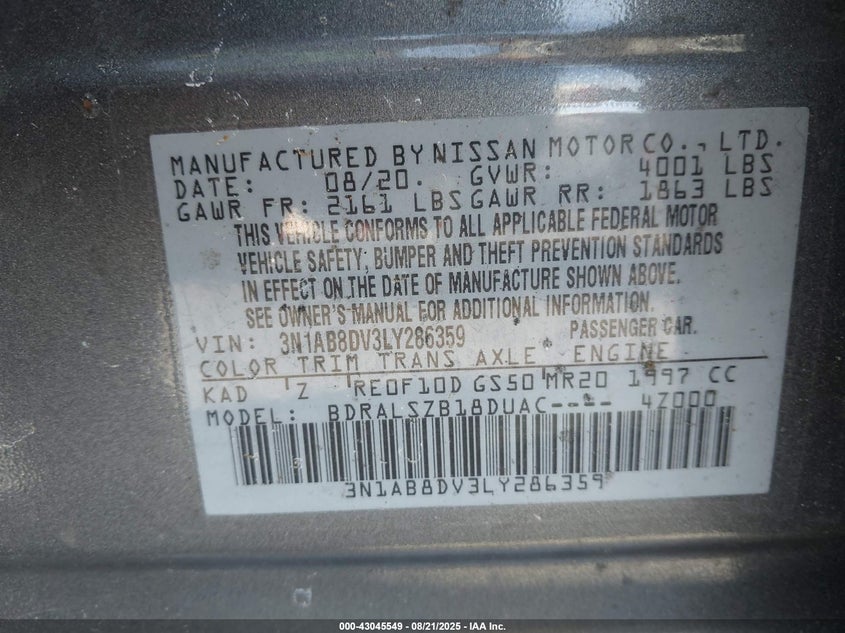 MANUFACTURED BY NISSAN MOTOR CO., LTD.
DATE: 08/20. GVWR: 4001 LBS
GAWR FR: 2161 LBS GAWR RR: 1863 LBS
THIS VEHICLE CONFORMS TO ALL APPLICABLE FEDERAL MOTOR
VEHICLE SAFETY, BUMPER AND THEFT PREVENTION STANDARDS
IN EFFECT ON THE DATE OF MANUFACTURE SHOWN ABOVE.
SEE OWNER'S MANUAL FOR ADDITIONAL INFORMATION.
VIN: 3N1AB8DV3LY286359 PASSENGER CAR.
COLOR TRIM TRANS AXLE ENGINE
KAD Z RE0F10D GS50 MR20 1997 CC
MODEL: BDRALSZB18DUAC---- 4Z000
3N1AB8DV3LY286359
000-43045549 - 08/21/2025 - IAA Inc.